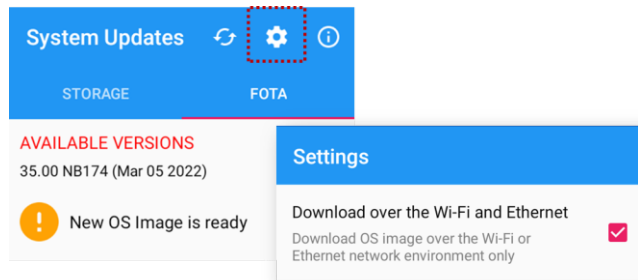 System Updates
STORAGE
FOTA
AVAILABLE VERSIONS
35.00 NB174 (Mar 05 2022)
New OS Image is ready
Settings
Download over the Wi-Fi and Ethernet
Download OS image over the Wi-Fi or
Ethernet network environment only